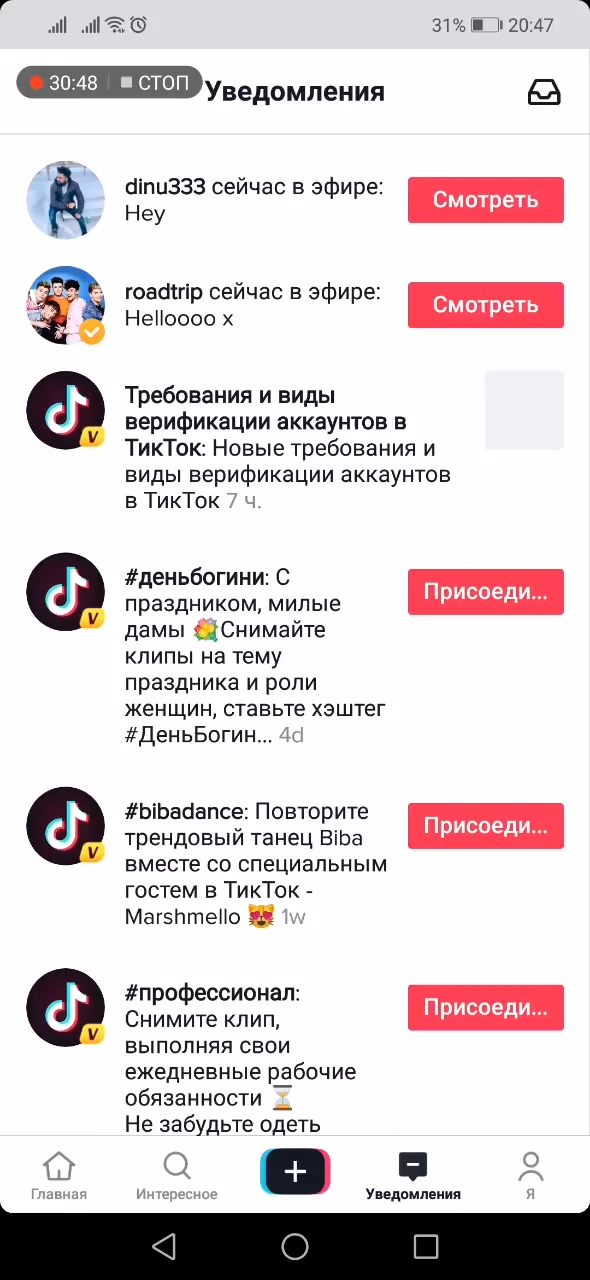 31% 20:47
30:48 СТОП Уведомления
dinu333 сейчас в эфире:
Hey
Смотреть
roadtrip сейчас в эфире:
Helloooo x
Смотреть
Требования и виды
верификации аккаунтов в
ТикТок: Новые требования и
виды верификации аккаунтов
в ТикТок 7 ч.
V
#деньбогини: С
праздником, милые
дамы 💐Снимайте
клипы на тему
праздника и роли
женщин, ставьте хэштег
#ДеньБогин... 4d
Присоеди...
V
#bibadance: Повторите
трендовый танец Biba
вместе со специальным
гостем в ТикТок -
Marshmello 😻 1w
Присоеди...
V
#профессионал:
Снимите клип,
выполняя свои
ежедневные рабочие
обязанности ⏳
Не забудьте одеть
Присоеди...
V
Главная
Интересное
Уведомления
Я